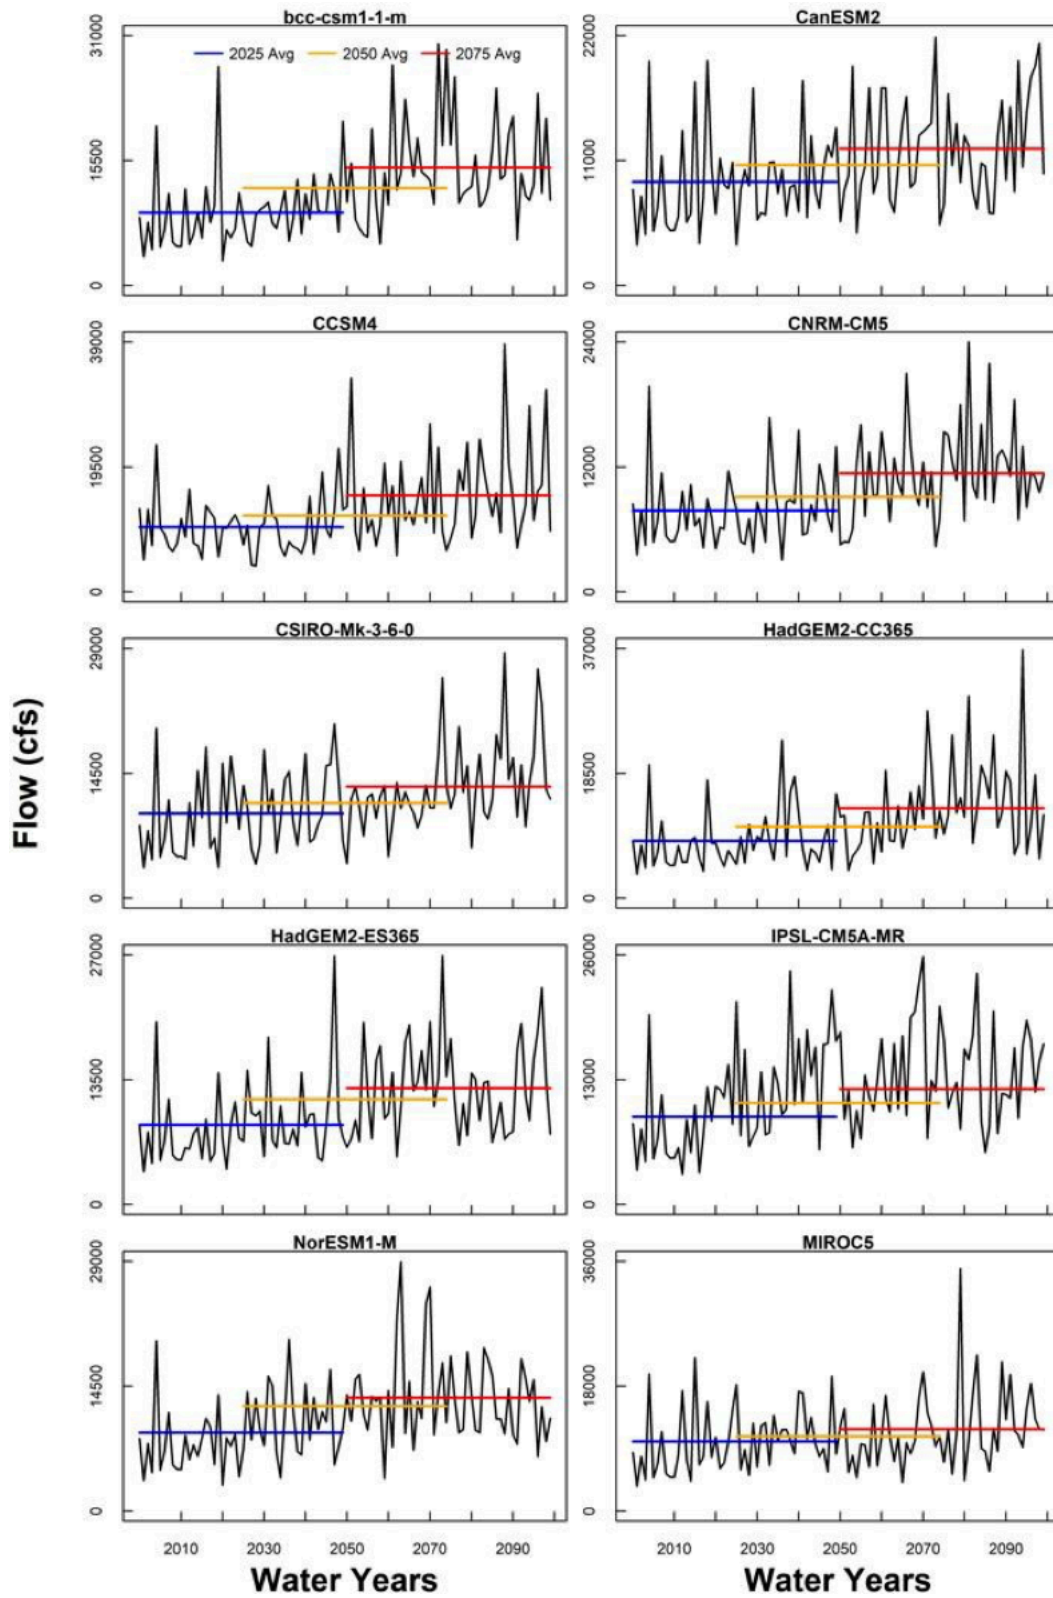 bcc-csm1-1-m
CanESM2
31000
15500
0
2025 Avg
2050 Avg
2075 Avg
22000
11000
0
CCSM4
CNRM-CM5
39000
19500
0
24000
12000
0
CSIRO-Mk-3-6-0
HadGEM2-CC365
29000
14500
0
37000
18500
0
Flow (cfs)
HadGEM2-ES365
IPSL-CM5A-MR
27000
13500
0
26000
13000
0
NorESM1-M
MIROC5
29000
14500
0
36000
18000
0
2010 2030 2050 2070 2090
2010 2030 2050 2070 2090
Water Years
Water Years